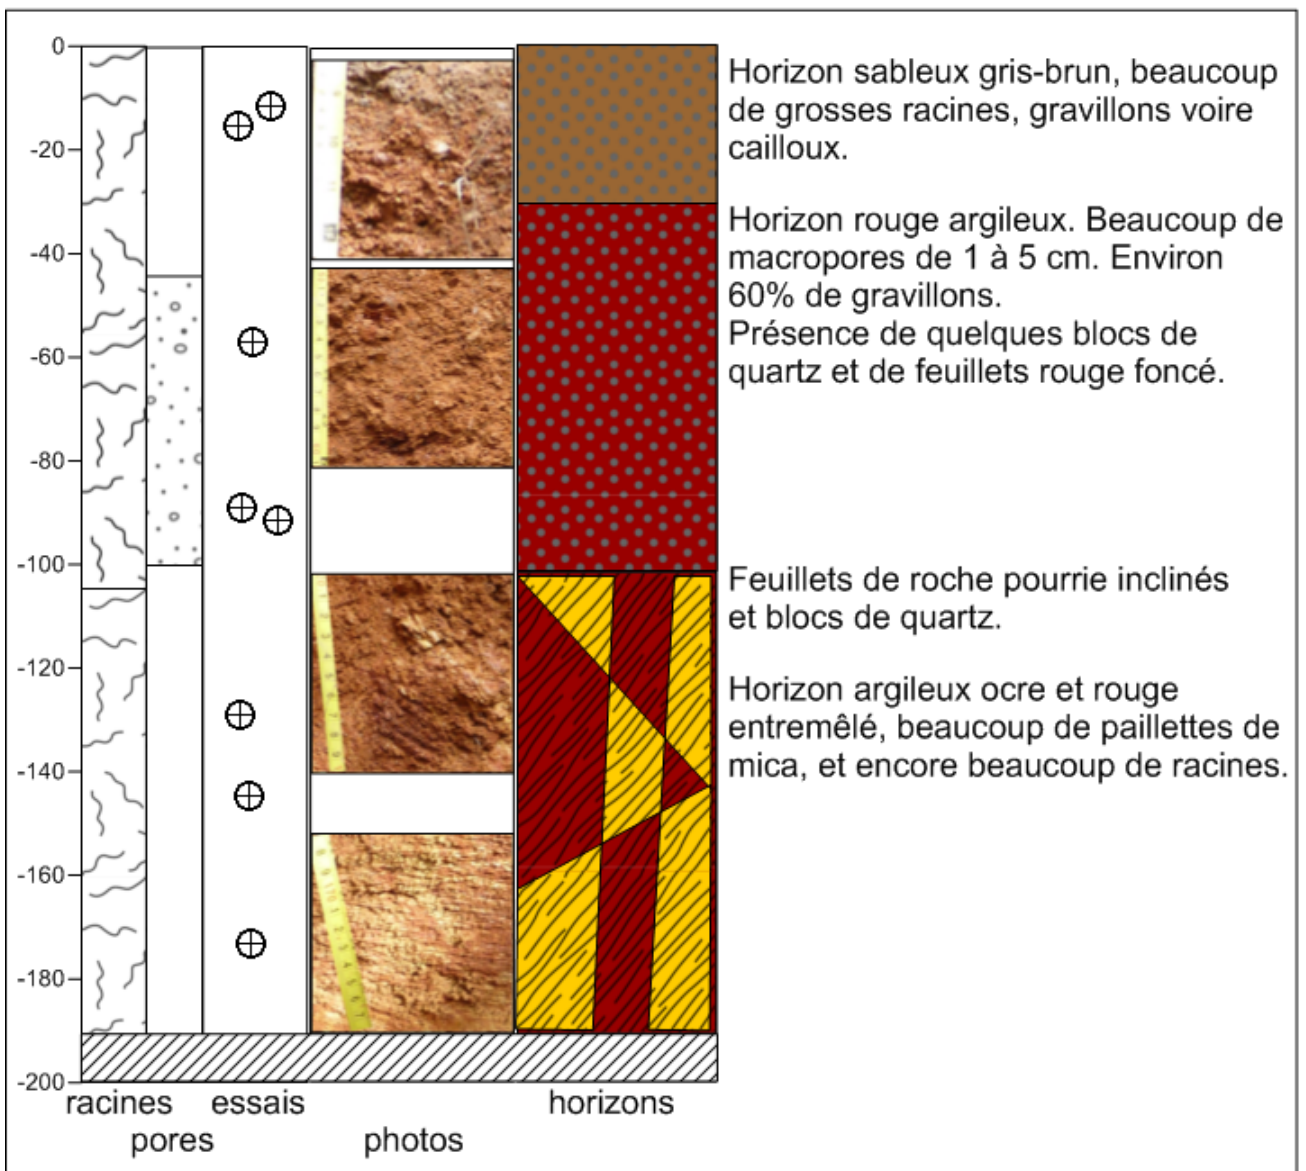 0
-20
-40
-60
-80
-100
-120
-140
-160
-180
-200
Horizon sableux gris-brun, beaucoup
de grosses racines, gravillons voire
cailloux.
Horizon rouge argileux. Beaucoup de
macropores de 1 à 5 cm. Environ
60% de gravillons.
Présence de quelques blocs de
quartz et de feuillets rouge foncé.
Feuillets de roche pourrie inclinés
et blocs de quartz.
Horizon argileux ocre et rouge
entremêlé, beaucoup de paillettes de
mica, et encore beaucoup de racines.
racines essais horizons
pores photos